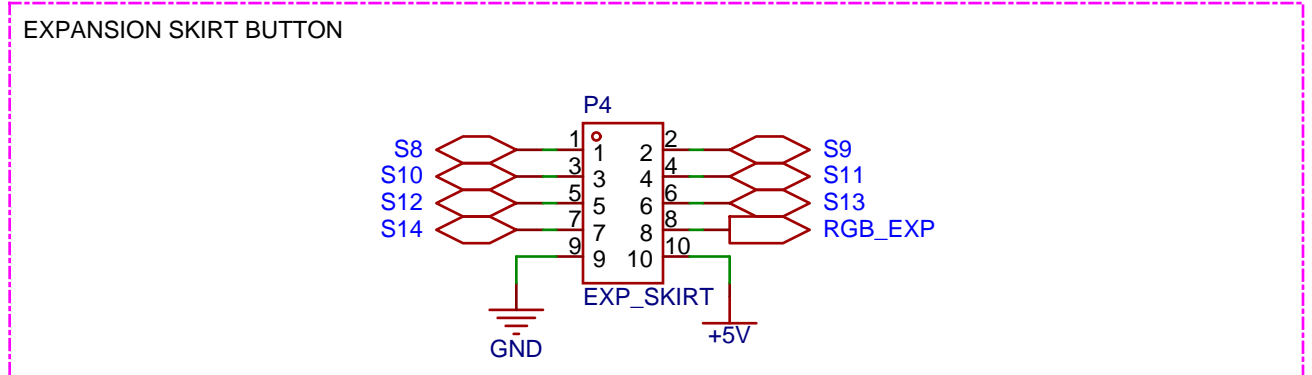 EXPANSION SKIRT BUTTON
P4
S8 1 1 2 2 S9
S10 3 3 4 4 S11
S12 5 5 6 6 S13
S14 7 7 8 8 RGB_EXP
9 9 10 10
EXP_SKIRT
GND +5V